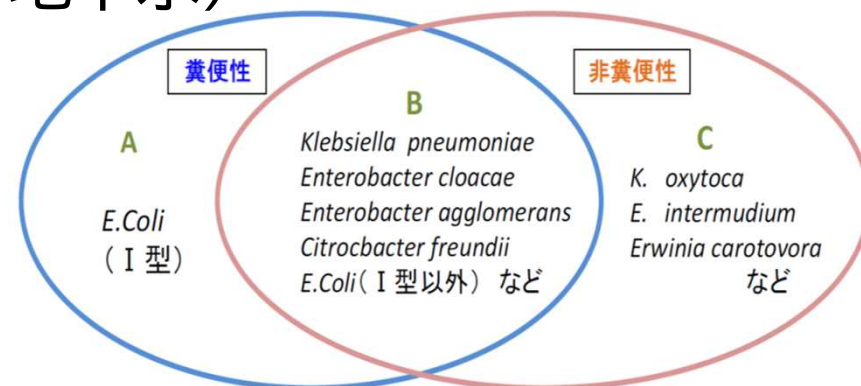 糞便性
非糞便性
A
E.Coli
(Ⅰ型)
B
Klebsiella pneumoniae
Enterobacter cloacae
Enterobacter agglomerans
Citrocbacter freundii
E.Coli(Ⅰ型以外) など
C
K. oxytoca
E. intermudium
Erwinia carotovora
など